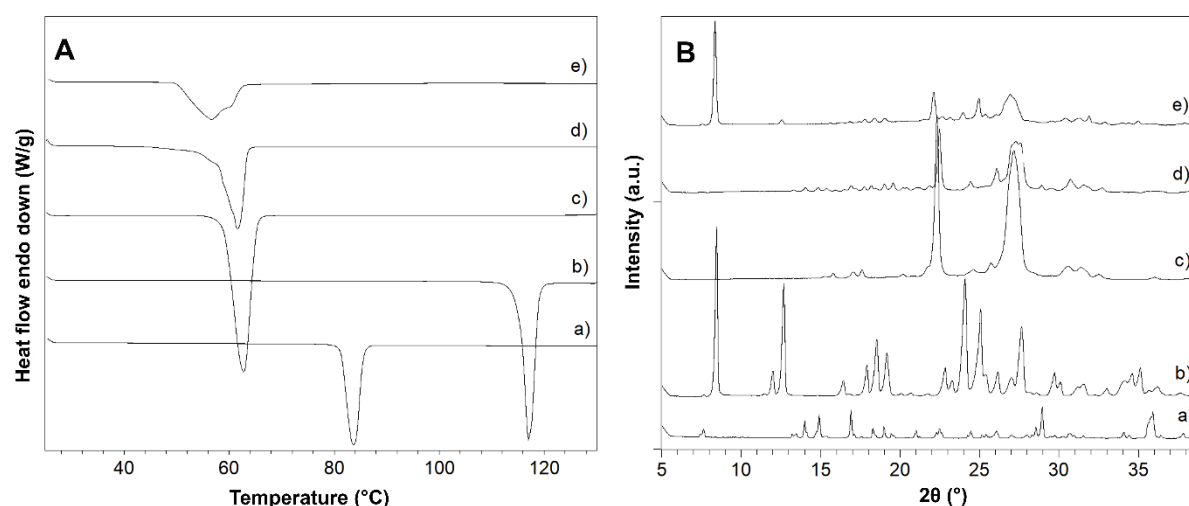 A
e)
d)
c)
b)
a)
Heat flow endo down (W/g)
40 60 80 100 120
Temperature (°C)
B
e)
d)
c)
b)
a
Intensity (a.u.)
5 10 15 20 25 30 35
2θ (°)